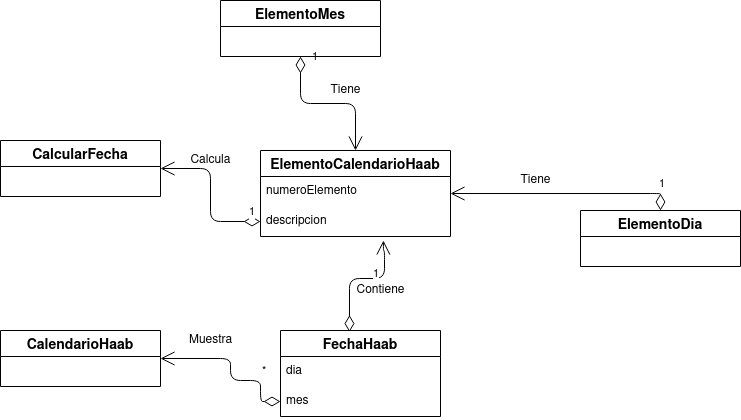 ElementoMes
1
Tiene
CalcularFecha
Calcula
1
ElementoCalendarioHaab
numeroElemento
descripcion
Tiene
1
ElementoDia
1
Contiene
CalendarioHaab
Muestra
*
FechaHaab
dia
mes